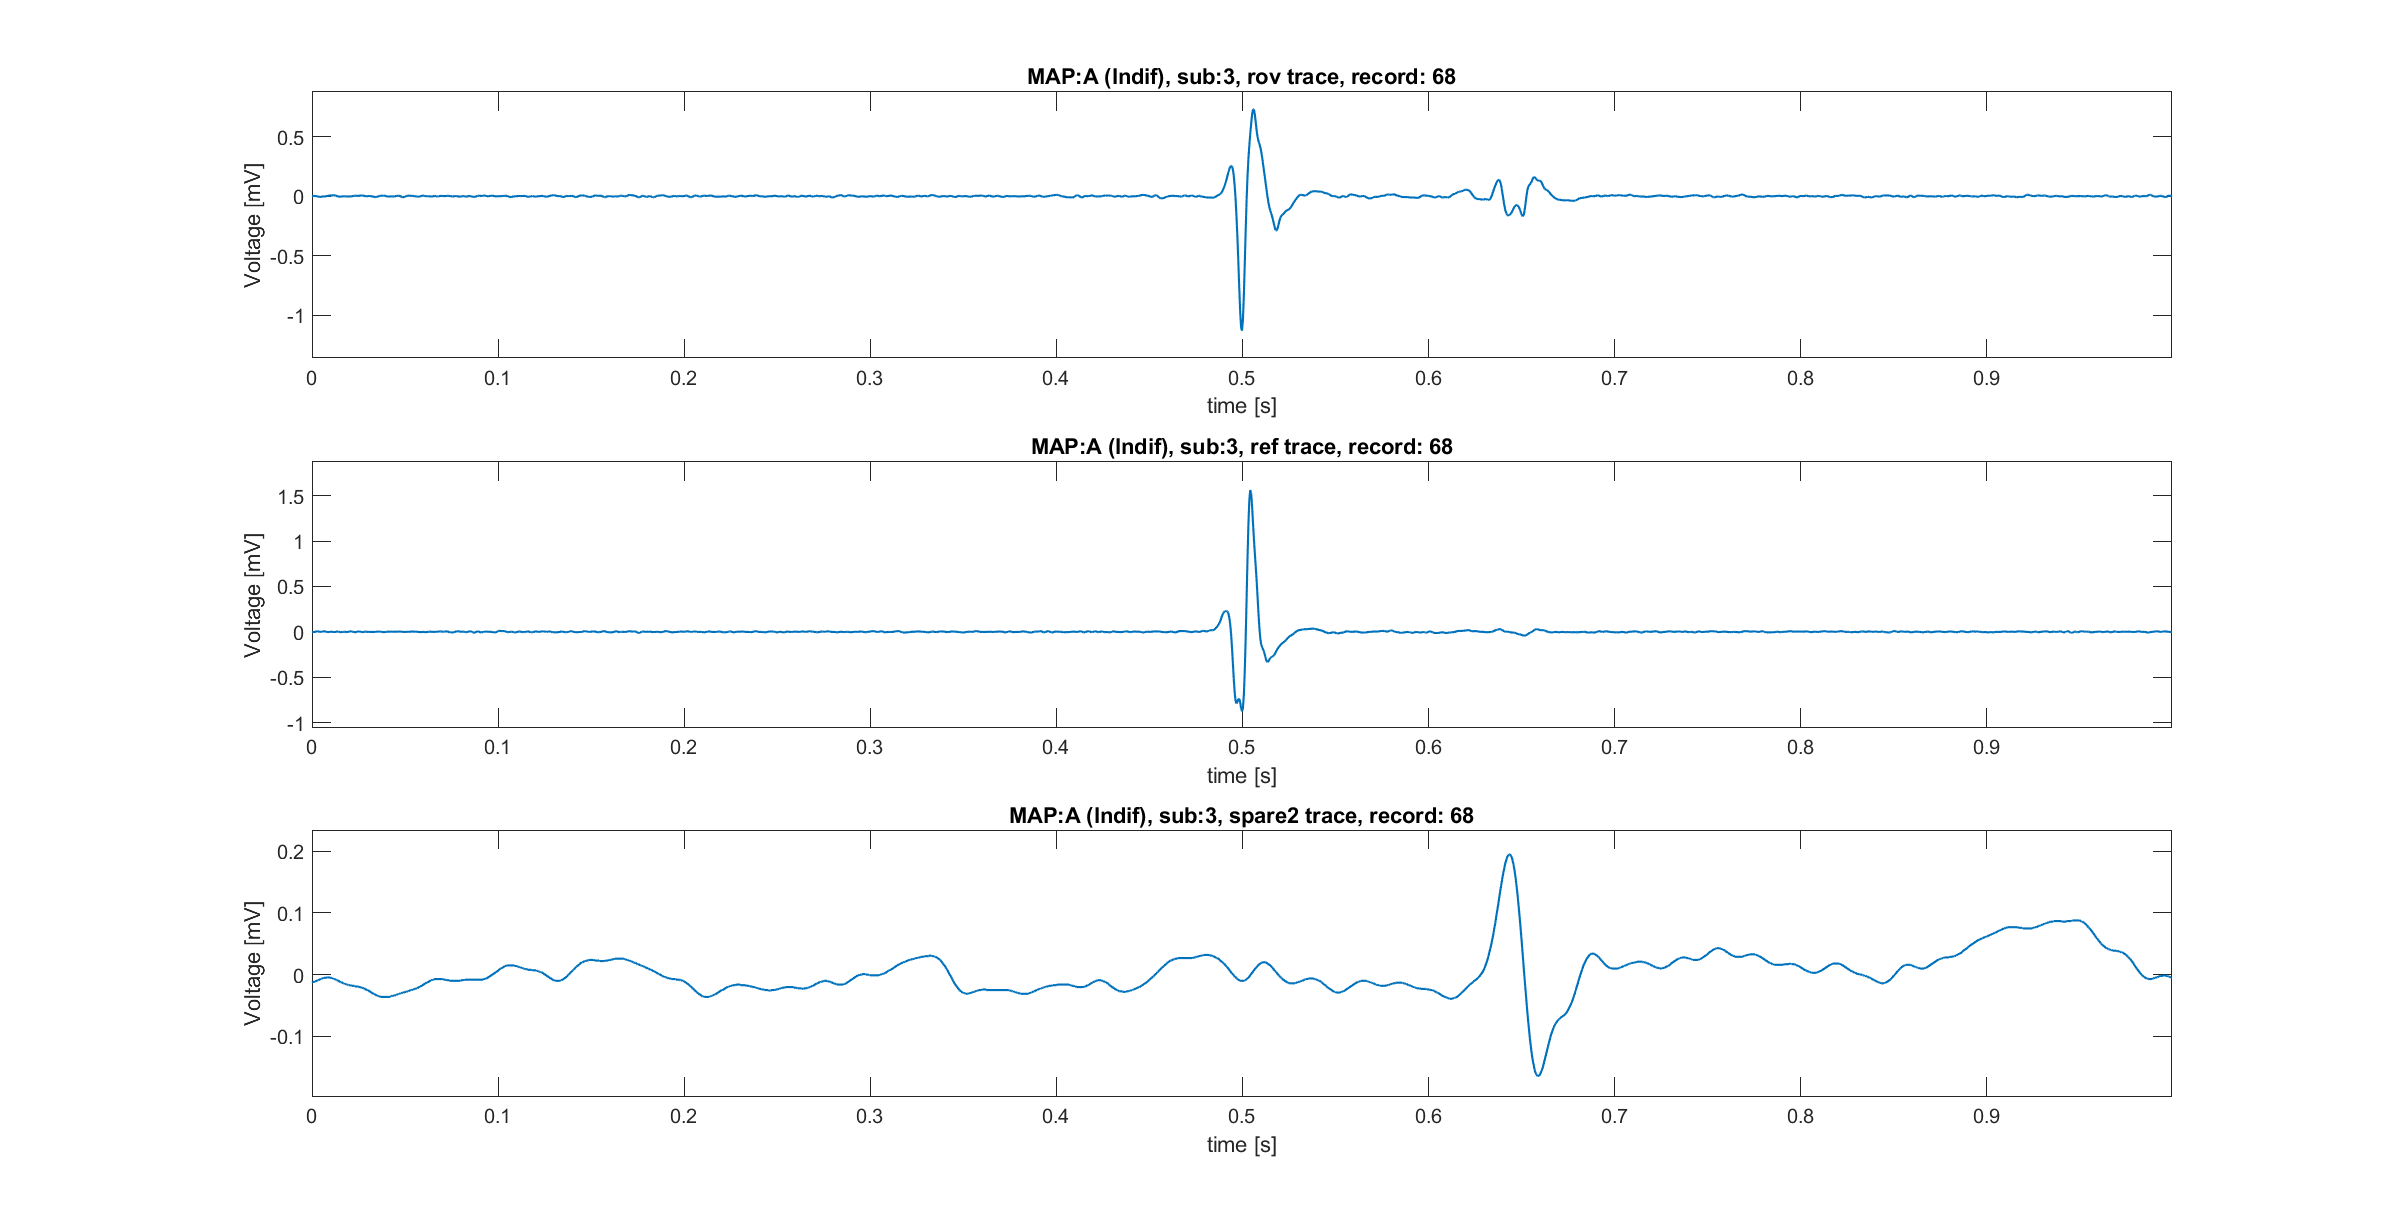 MAP:A (Indif), sub:3, rov trace, record: 68
Voltage [mV]
0.5
0
-0.5
-1
0 0.1 0.2 0.3 0.4 0.5 0.6 0.7 0.8 0.9
time [s]
MAP:A (Indif), sub:3, ref trace, record: 68
Voltage [mV]
1.5
1
0.5
0
-0.5
-1
0 0.1 0.2 0.3 0.4 0.5 0.6 0.7 0.8 0.9
time [s]
MAP:A (Indif), sub:3, spare2 trace, record: 68
Voltage [mV]
0.2
0.1
0
-0.1
0 0.1 0.2 0.3 0.4 0.5 0.6 0.7 0.8 0.9
time [s]